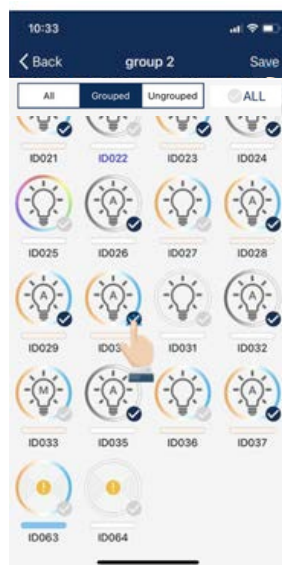 10:33
Back group 2 Save
All Grouped Ungrouped ALL
ID021 ID022 ID023 ID024
A
ID025 ID026 ID027 ID028
A A
ID029 ID03 ID031 ID032
A A A
ID033 ID035 ID036 ID037
M A A
ID063 ID064